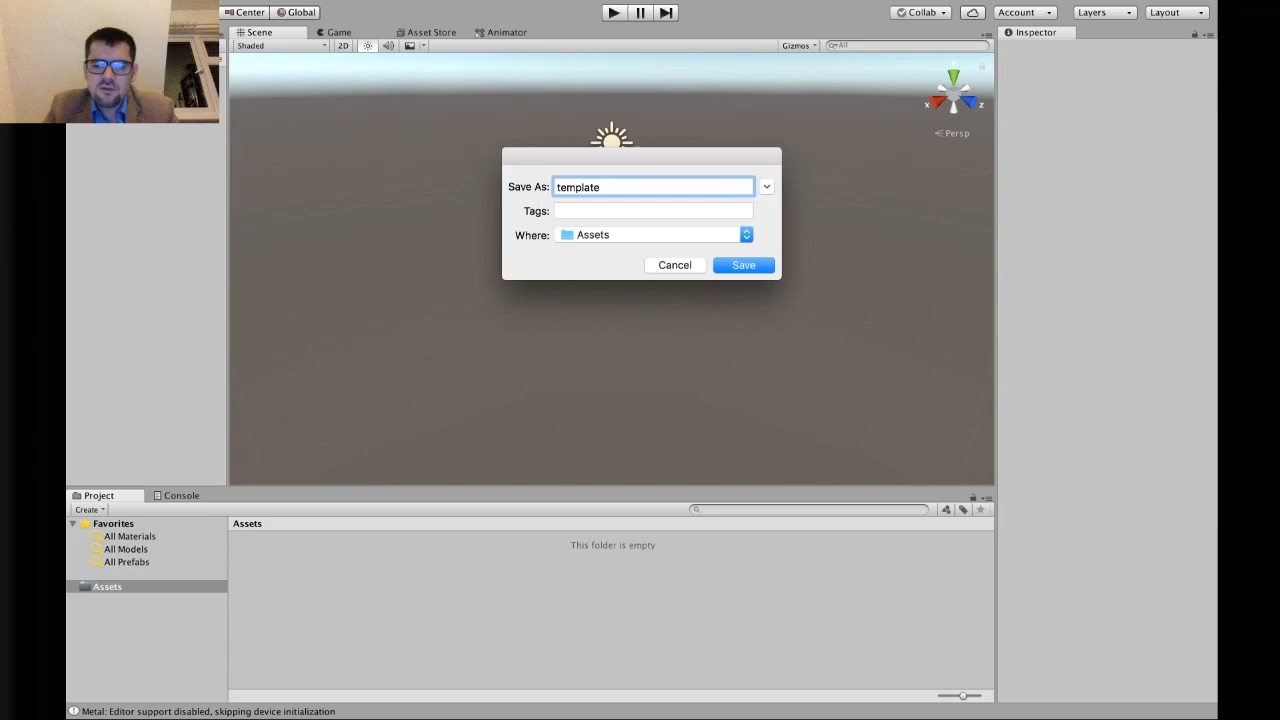 Center Global Collab Account Layers Layout
Scene Game Asset Store Animator Inspector
Shaded 2D Gizmos All
x z
Persp
Save As: template
Tags:
Where: Assets
Cancel Save
Project Console
Create
Favorites Assets
All Materials
This folder is empty
All Models
All Prefabs
Assets
Metal: Editor support disabled, skipping device initialization